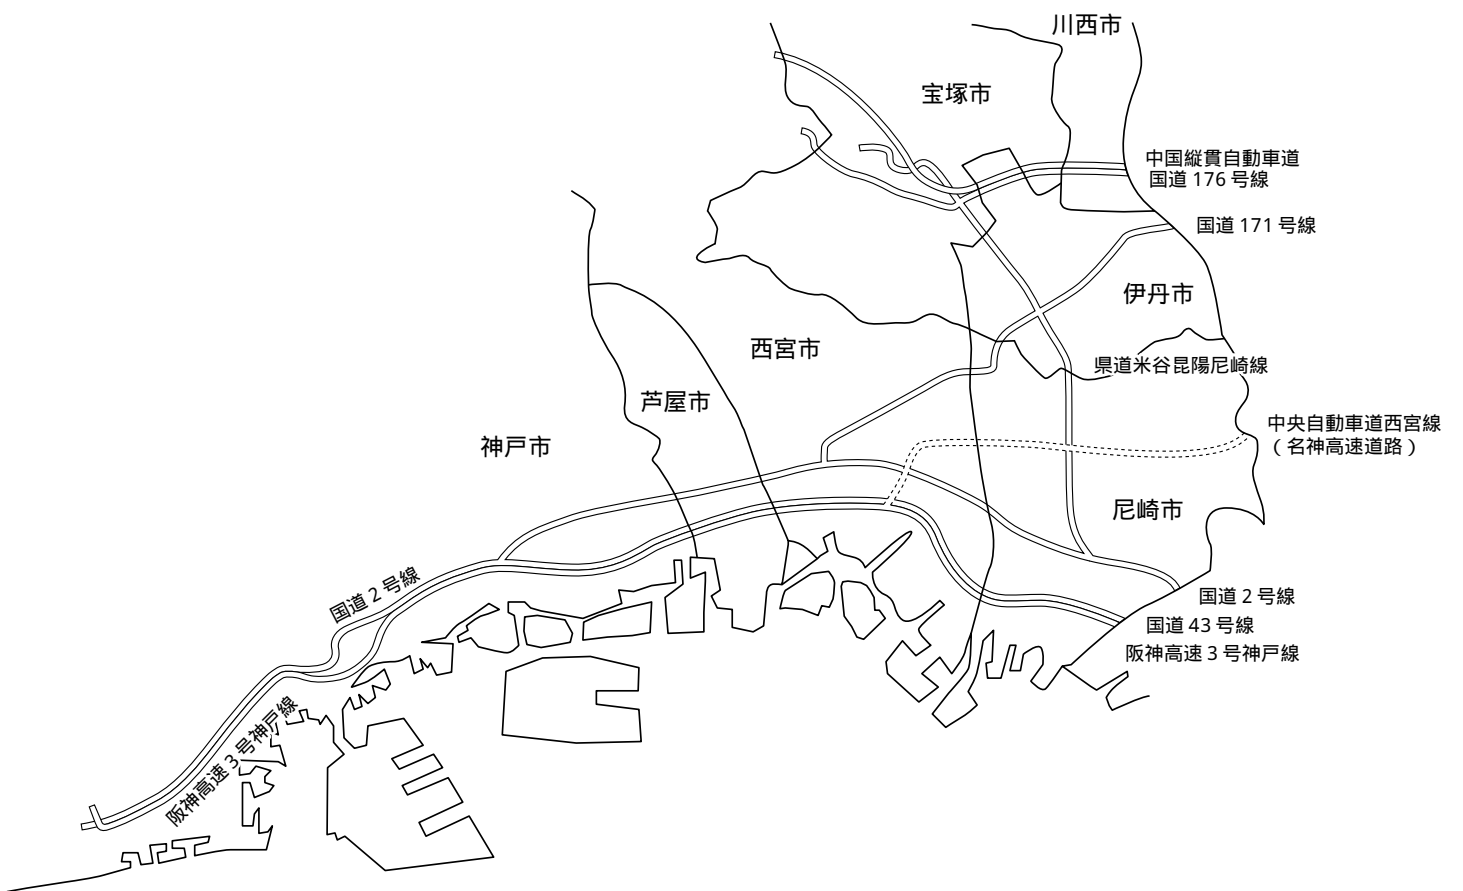 川西市
宝塚市
中国縦貫自動車道
国道 176 号線
国道 171 号線
伊丹市
西宮市
県道米谷昆陽尼崎線
芦屋市
神戸市
中央自動車道西宮線
（名神高速道路）
尼崎市
国道 2 号線
国道 2 号線
国道 43 号線
阪神高速 3 号神戸線
阪神高速 3 号神戸線